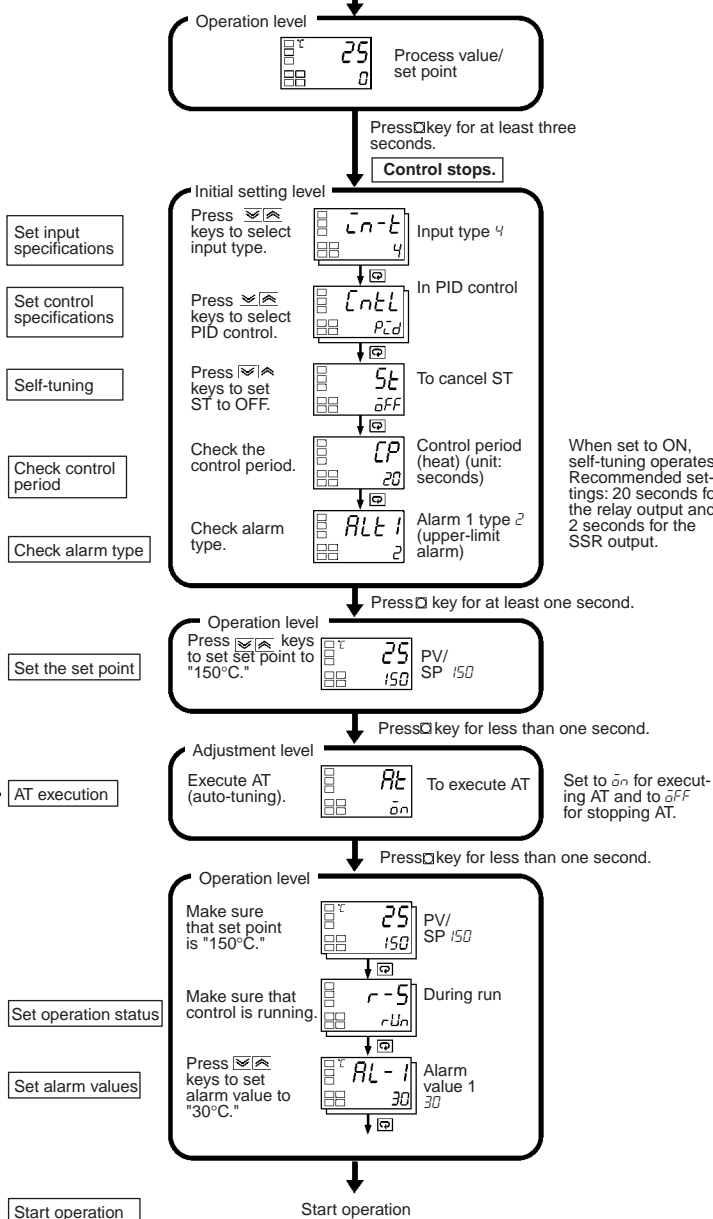 Operation level
25
0
Process value/
set point
Press key for at least three
seconds.
Control stops.
Initial setting level
Set input
specifications
Press keys to select
input type.
in-t
4
Input type 4
Set control
specifications
Press
keys to select
PID control.
Cntl
Pid
In PID control
Self-tuning
Press
keys to set
ST to OFF.
St
oFF
To cancel ST
Check control
period
Check the
control period.
CP
20
Control period
(heat) (unit:
seconds)
When set to ON,
self-tuning operates
Recommended set-
tings: 20 seconds fo
the relay output and
2 seconds for the
SSR output.
Check alarm type
Check alarm
type.
ALt1
2
Alarm 1 type 2
(upper-limit
alarm)
Press key for at least one second.
Operation level
Set the set point
Press keys
to set set point to
"150°C."
°C
25
150
PV/
SP 150
Press key for less than one second.
Adjustment level
AT execution
Execute AT
(auto-tuning).
At
on
To execute AT
Set to on for execut-
ing AT and to oFF
for stopping AT.
Press key for less than one second.
Operation level
Make sure
that set point
is "150°C."
°C
25
150
PV/
SP 150
Set operation status
Make sure that
control is running.
r-S
rUn
During run
Set alarm values
Press
keys to set
alarm value to
"30°C."
°C
AL-1
30
Alarm
value 1
30
Start operation
Start operation